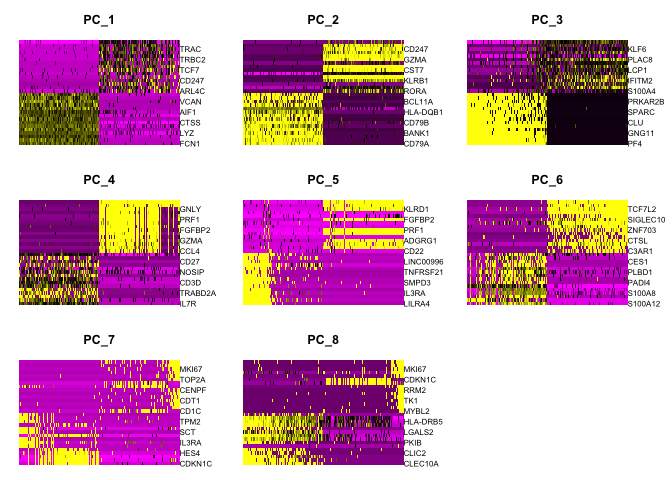 PC_1
TRAC
TRBC2
TCF7
CD247
ARL4C
VCAN
AIF1
CTSS
LYZ
FCN1
PC_2
CD247
GZMA
CST7
KLRB1
RORA
BCL11A
HLA-DQB1
CD79B
BANK1
CD79A
PC_3
KLF6
PLAC8
LCP1
IFITM2
S100A4
PRKAR2B
SPARC
CLU
GNG11
PF4
PC_4
GNLY
PRF1
FGFBP2
GZMA
CCL4
CD27
NOSIP
CD3D
TRABD2A
IL7R
PC_5
KLRD1
FGFBP2
PRF1
ADGRG1
CD22
LINC00996
TNFRSF21
SMPD3
IL3RA
LILRA4
PC_6
TCF7L2
SIGLEC10
ZNF703
CTSL
C3AR1
CES1
PLBD1
PADI4
S100A8
S100A12
PC_7
MKI67
TOP2A
CENPF
CDT1
CD1C
TPM2
SCT
IL3RA
HES4
CDKN1C
PC_8
MKI67
CDKN1C
RRM2
TK1
MYBL2
HLA-DRB5
LGALS2
PKIB
CLIC2
CLEC10A